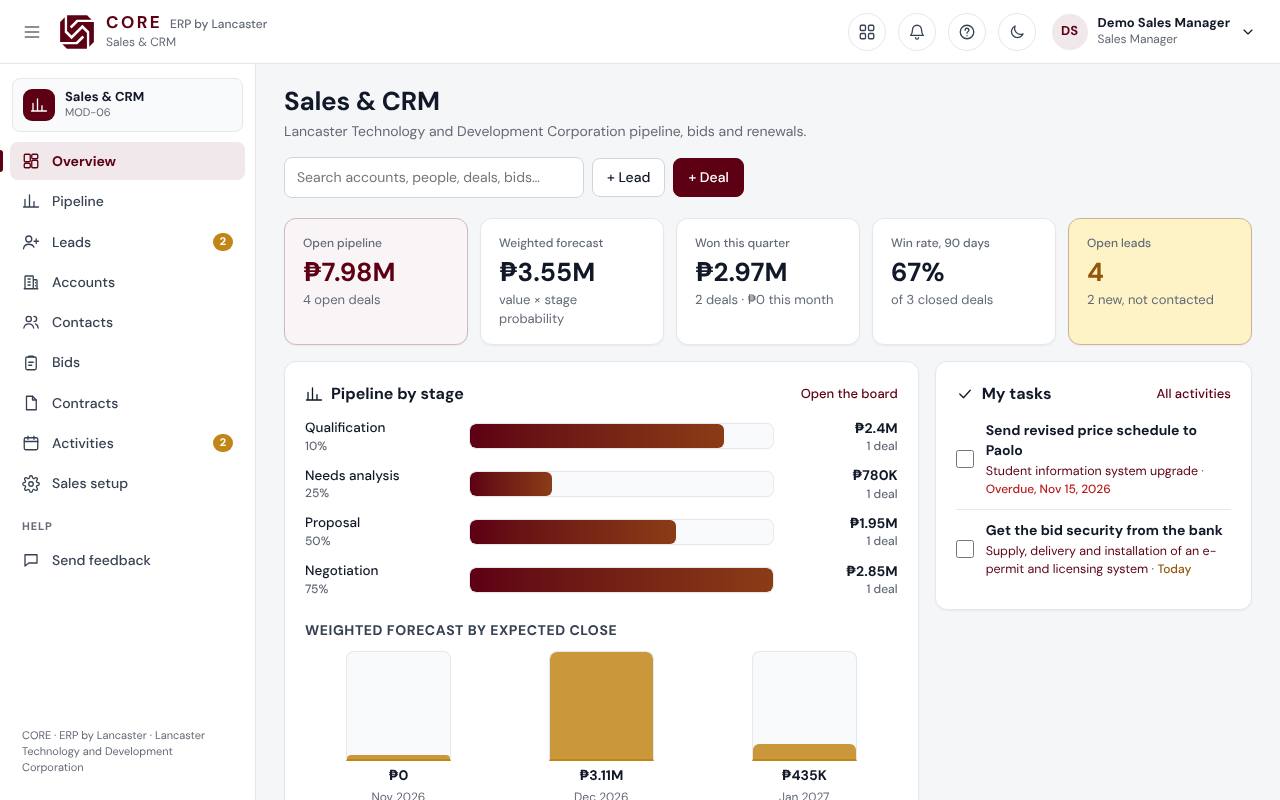 CORE ERP by Lancaster
Sales & CRM
DS
Demo Sales Manager
Sales Manager
Sales & CRM
MOD-06
Overview
Pipeline
Leads 2
Accounts
Contacts
Bids
Contracts
Activities 2
Sales setup
HELP
Send feedback
CORE · ERP by Lancaster · Lancaster
Technology and Development
Corporation
Sales & CRM
Lancaster Technology and Development Corporation pipeline, bids and renewals.
Search accounts, people, deals, bids...
+ Lead
+ Deal
Open pipeline
₱7.98M
4 open deals
Weighted forecast
₱3.55M
value × stage
probability
Won this quarter
₱2.97M
2 deals · ₱0 this month
Win rate, 90 days
67%
of 3 closed deals
Open leads
4
2 new, not contacted
Pipeline by stage
Open the board
Qualification
10%
₱2.4M
1 deal
Needs analysis
25%
₱780K
1 deal
Proposal
50%
₱1.95M
1 deal
Negotiation
75%
₱2.85M
1 deal
WEIGHTED FORECAST BY EXPECTED CLOSE
₱0
Nov 2026
₱3.11M
Dec 2026
₱435K
Jan 2027
My tasks
All activities
Send revised price schedule to
Paolo
Student information system upgrade ·
Overdue, Nov 15, 2026
Get the bid security from the bank
Supply, delivery and installation of an e-
permit and licensing system · Today